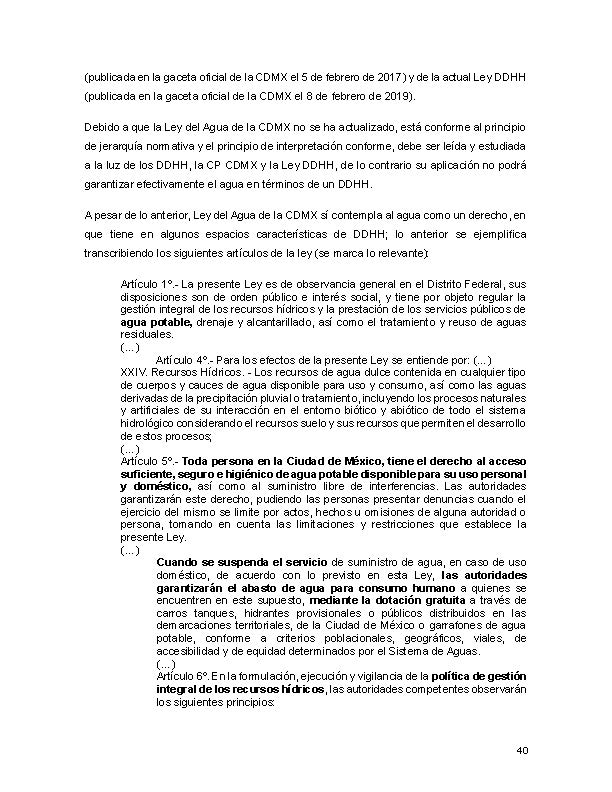 (publicada en la gaceta oficial de la CDMX el 5 de febrero de 2017) y de la actual Ley DDHH
(publicada en la gaceta oficial de la CDMX el 8 de febrero de 2019).
Debido a que la Ley del Agua de la CDMX no se ha actualizado, está conforme al principio
de jerarquía normativa y el principio de interpretación conforme, debe ser leída y estudiada
a la luz de los DDHH, la CP CDMX y la Ley DDHH, de lo contrario su aplicación no podrá
garantizar efectivamente el agua en términos de un DDHH.
A pesar de lo anterior, Ley del Agua de la CDMX sí contempla al agua como un derecho, en
que tiene en algunos espacios características de DDHH; lo anterior se ejemplifica
transcribiendo los siguientes artículos de la ley (se marca lo relevante):
Artículo 1º.- La presente Ley es de observancia general en el Distrito Federal, sus
disposiciones son de orden público e interés social, y tiene por objeto regular la
gestión integral de los recursos hídricos y la prestación de los servicios públicos de
agua potable, drenaje y alcantarillado, así como el tratamiento y reuso de aguas
residuales.
(…)
Artículo 4º.- Para los efectos de la presente Ley se entiende por: (…)
XXIV. Recursos Hídricos. - Los recursos de agua dulce contenida en cualquier tipo
de cuerpos y cauces de agua disponible para uso y consumo, así como las aguas
derivadas de la precipitación pluvial o tratamiento, incluyendo los procesos naturales
y artificiales de su interacción en el entorno biótico y abiótico de todo el sistema
hidrológico considerando el recursos suelo y sus recursos que permiten el desarrollo
de estos procesos;
(…)
Artículo 5º.- Toda persona en la Ciudad de México, tiene el derecho al acceso
suficiente, seguro e higiénico de agua potable disponible para su uso personal
y doméstico, así como al suministro libre de interferencias. Las autoridades
garantizarán este derecho, pudiendo las personas presentar denuncias cuando el
ejercicio del mismo se limite por actos, hechos u omisiones de alguna autoridad o
persona, tomando en cuenta las limitaciones y restricciones que establece la
presente Ley.
(…)
Cuando se suspenda el servicio de suministro de agua, en caso de uso
doméstico, de acuerdo con lo previsto en esta Ley, las autoridades
garantizarán el abasto de agua para consumo humano a quienes se
encuentren en este supuesto, mediante la dotación gratuita a través de
carros tanques, hidrantes provisionales o públicos distribuidos en las
demarcaciones territoriales, de la Ciudad de México o garrafones de agua
potable, conforme a criterios poblacionales, geográficos, viales, de
accesibilidad y de equidad determinados por el Sistema de Aguas.
(…)
Artículo 6º. En la formulación, ejecución y vigilancia de la política de gestión
integral de los recursos hídricos, las autoridades competentes observarán
los siguientes principios:
40